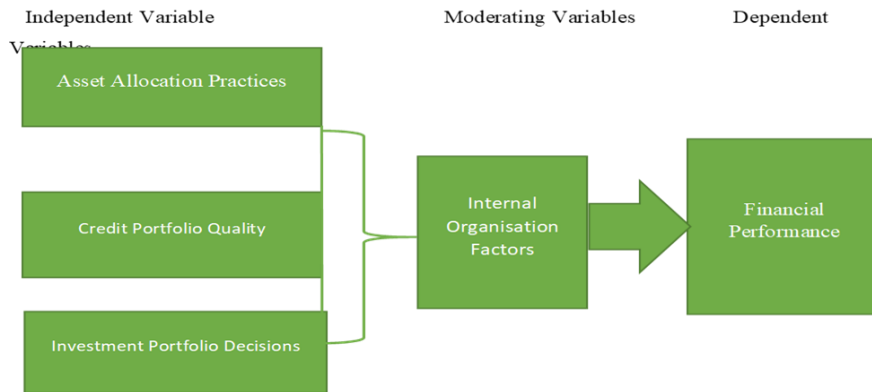 Independent Variable Moderating Variables Dependent
Variables
Asset Allocation Practices
Credit Portfolio Quality
Investment Portfolio Decisions
Internal
Organisation
Factors
Financial
Performance